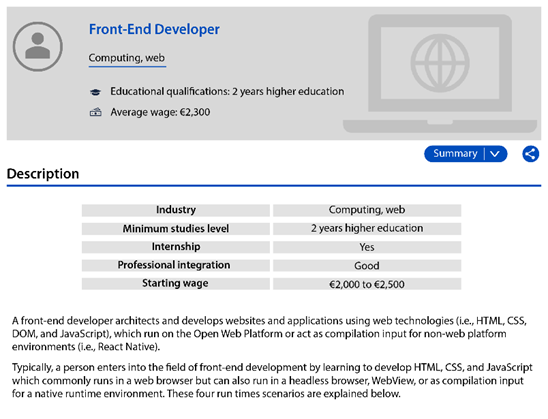 Front-End Developer
Computing, web
Educational qualifications: 2 years higher education
Average wage: €2,300
Summary
Description
Industry Computing, web
Minimum studies level 2 years higher education
Internship Yes
Professional integration Good
Starting wage €2,000 to €2,500
A front-end developer architects and develops websites and applications using web technologies (i.e., HTML, CSS,
DOM, and JavaScript), which run on the Open Web Platform or act as compilation input for non-web platform
environments (i.e., React Native).
Typically, a person enters into the field of front-end development by learning to develop HTML, CSS, and JavaScript
which commonly runs in a web browser but can also run in a headless browser, WebView, or as compilation input
for a native runtime environment. These four run times scenarios are explained below.